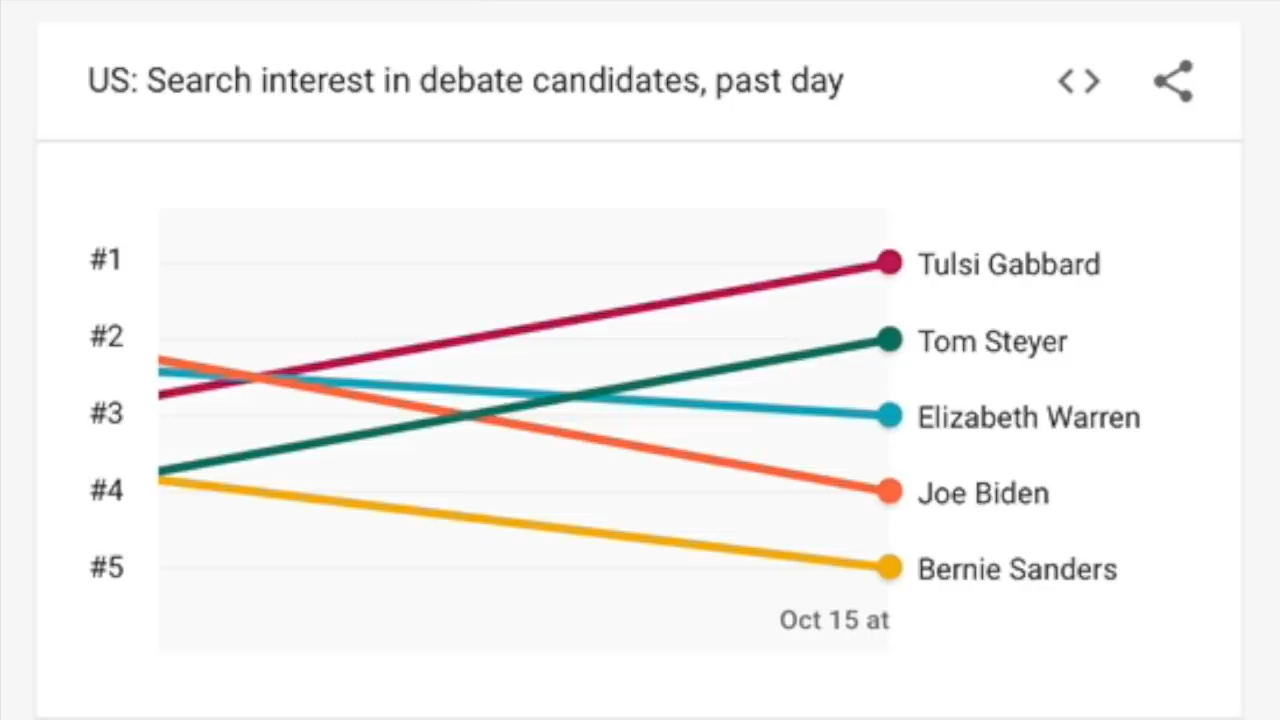 US: Search interest in debate candidates, past day
#1
Tulsi Gabbard
#2
Tom Steyer
#3
Elizabeth Warren
#4
Joe Biden
#5
Bernie Sanders
Oct 15 at